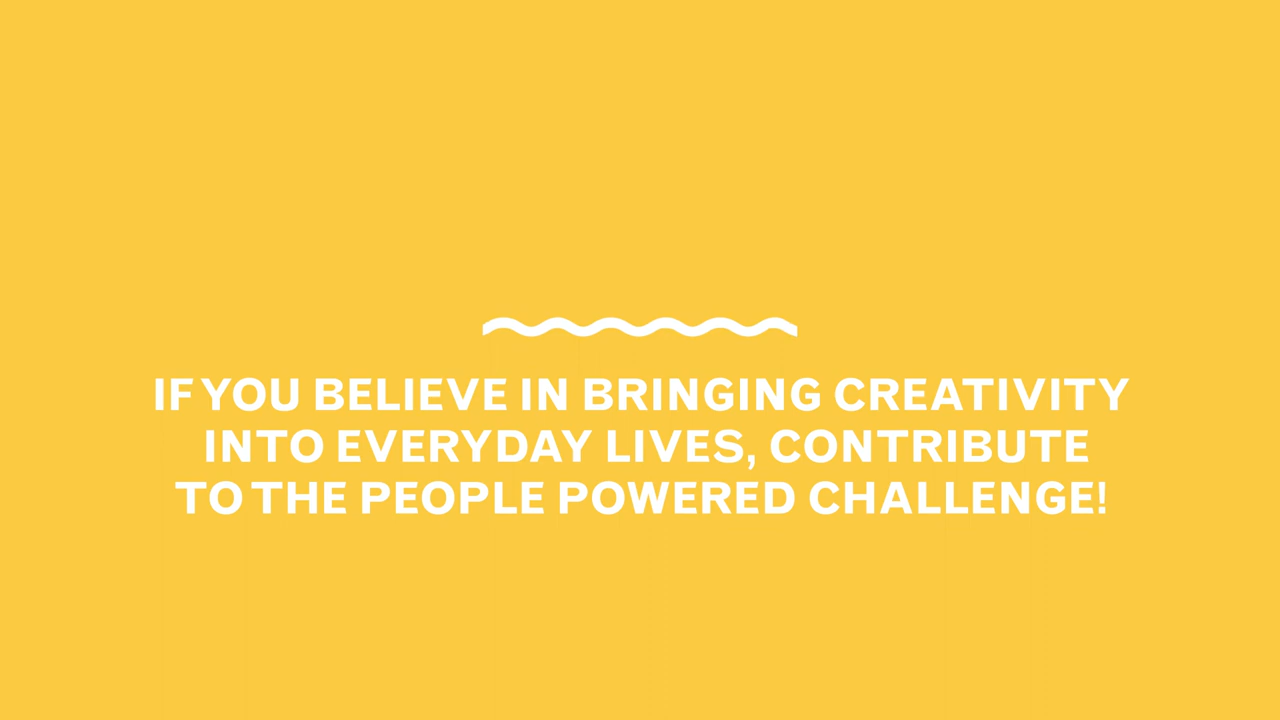 IF YOU BELIEVE IN BRINGING CREATIVITY
INTO EVERYDAY LIVES, CONTRIBUTE
TO THE PEOPLE POWERED CHALLENGE!